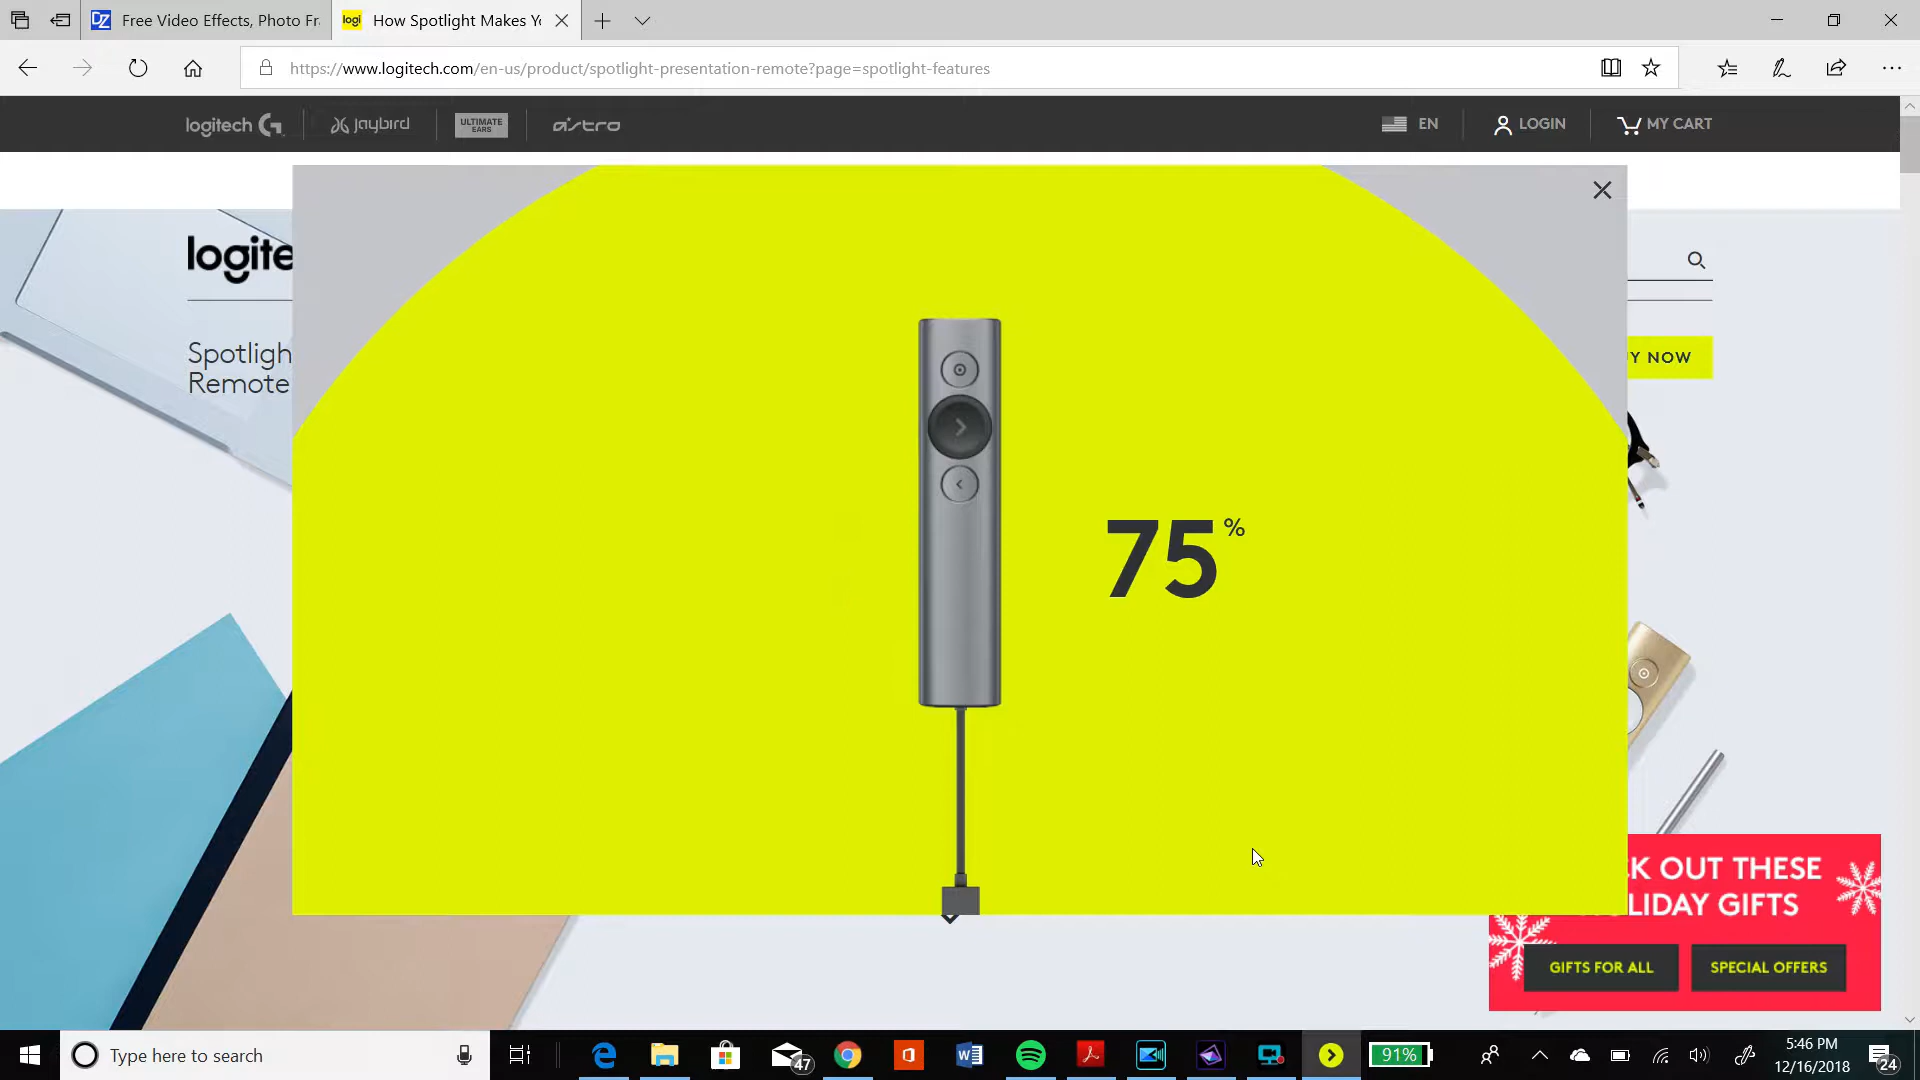 Free Video Effects, Photo Fr
logi How Spotlight Makes Yo
https://www.logitech.com/en-us/product/spotlight-presentation-remote?page=spotlight-features
logitech G jaybird ULTIMATE EARS astro EN LOGIN MY CART
logite
Spotligh
Remote
Y NOW
75%
CK OUT THESE
LIDAY GIFTS
GIFTS FOR ALL SPECIAL OFFERS
Type here to search
47
91%
5:46 PM
12/16/2018
24